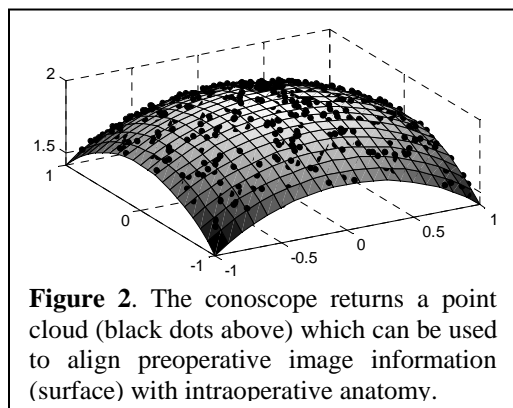 2
1.5
1
0
-1
-1
-0.5
0
0.5
1
Figure 2. The conoscope returns a point
cloud (black dots above) which can be used
to align preoperative image information
(surface) with intraoperative anatomy.